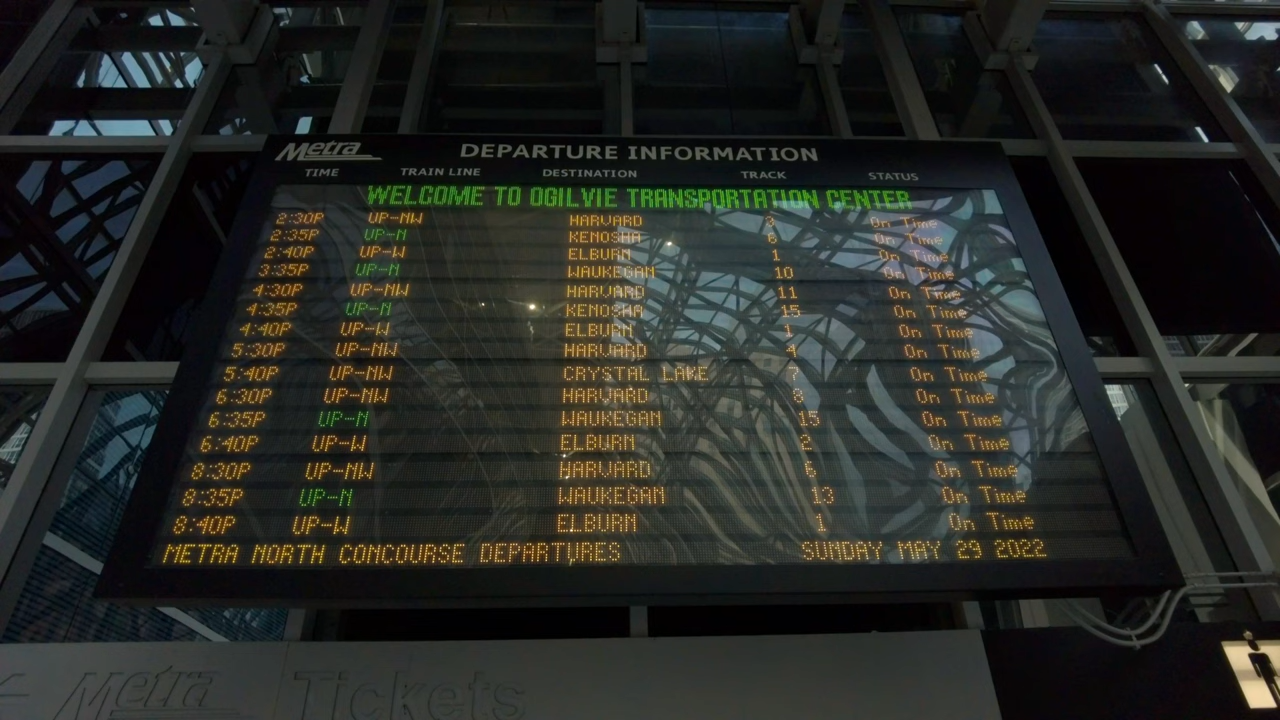 Metra DEPARTURE INFORMATION
TIME TRAIN LINE DESTINATION TRACK STATUS
WELCOME TO OGILVIE TRANSPORTATION CENTER
2:30P UP-NW HARVARD 3 On Time
2:35P UP-N KENOSHA 6 On Time
2:40P UP-W ELBURN 1 On Time
3:35P UP-N WAUKEGAN 10 On Time
4:30P UP-NW HARVARD 11 On Time
4:35P UP-N KENOSHA 15 On Time
4:40P UP-W ELBURN 1 On Time
5:30P UP-NW HARVARD 4 On Time
5:40P UP-NW CRYSTAL LAKE 7 On Time
6:30P UP-NW HARVARD On Time
6:35P UP-N WAUKEGAN 15 On Time
6:40P UP-W ELBURN 2 On Time
8:30P UP-NW HARVARD On Time
8:35P UP-N WAUKEGAN 13 On Time
8:40P UP-W ELBURN 1 On Time
METRA NORTH CONCOURSE DEPARTURES SUNDAY MAY 29 2022
Metra Tickets